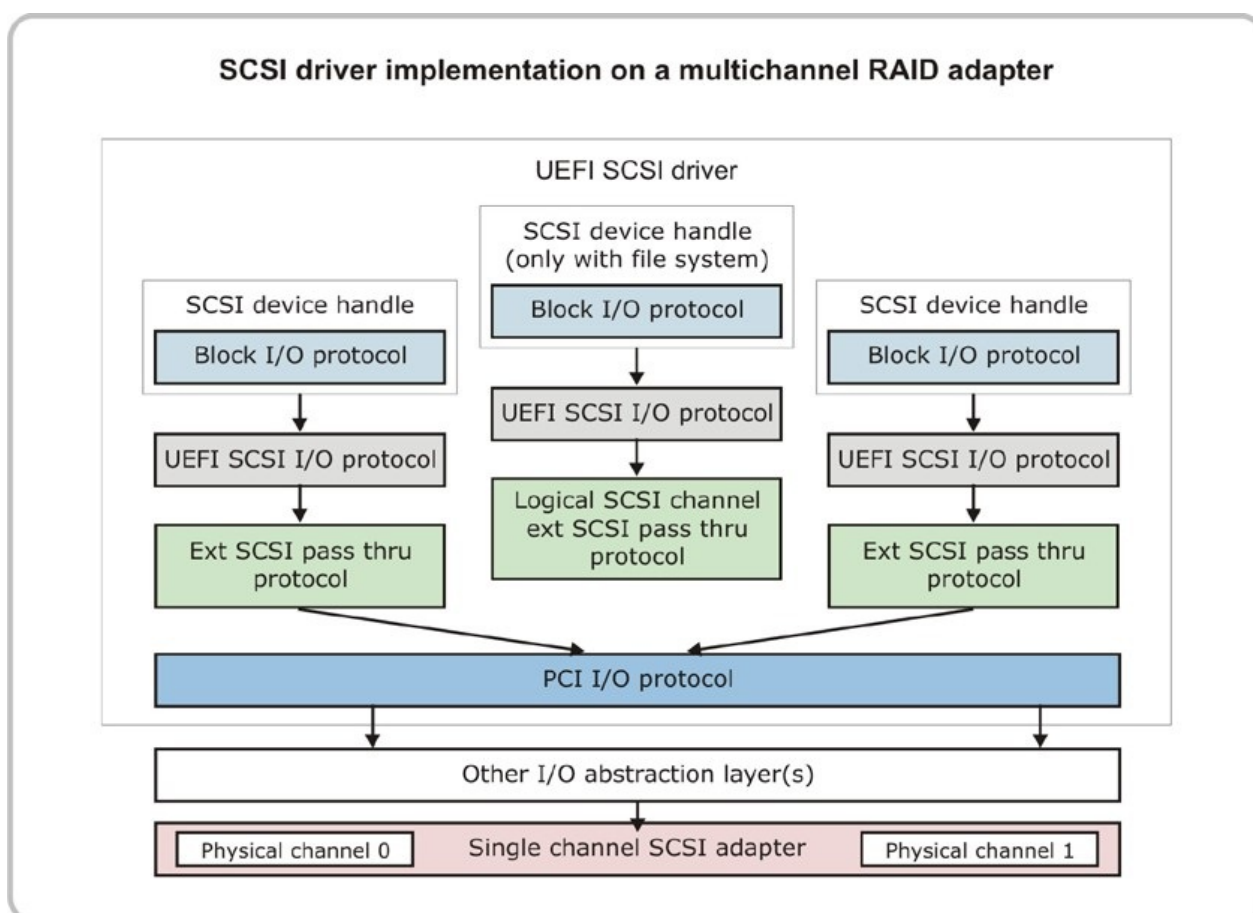 SCSI driver implementation on a multichannel RAID adapter
UEFI SCSI driver
SCSI device handle
(only with file system)
Block I/O protocol
SCSI device handle
Block I/O protocol
SCSI device handle
Block I/O protocol
UEFI SCSI I/O protocol
UEFI SCSI I/O protocol
UEFI SCSI I/O protocol
Logical SCSI channel
ext SCSI pass thru
protocol
Ext SCSI pass thru
protocol
Ext SCSI pass thru
protocol
PCI I/O protocol
Other I/O abstraction layer(s)
Physical channel 0
Single channel SCSI adapter
Physical channel 1